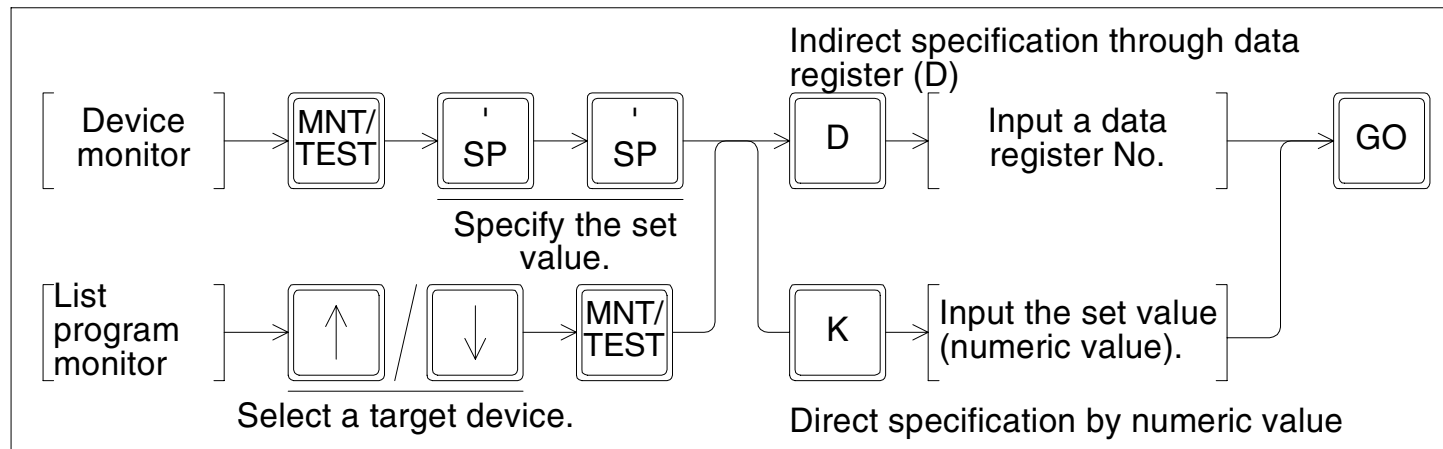 Indirect specification through data
register (D)
Device
monitor
MNT/
TEST
'
SP
'
SP
D
Input a data
register No.
GO
Specify the set
value.
List
program
monitor
↑
/
↓
MNT/
TEST
K
Input the set value
(numeric value).
Select a target device.
Direct specification by numeric value